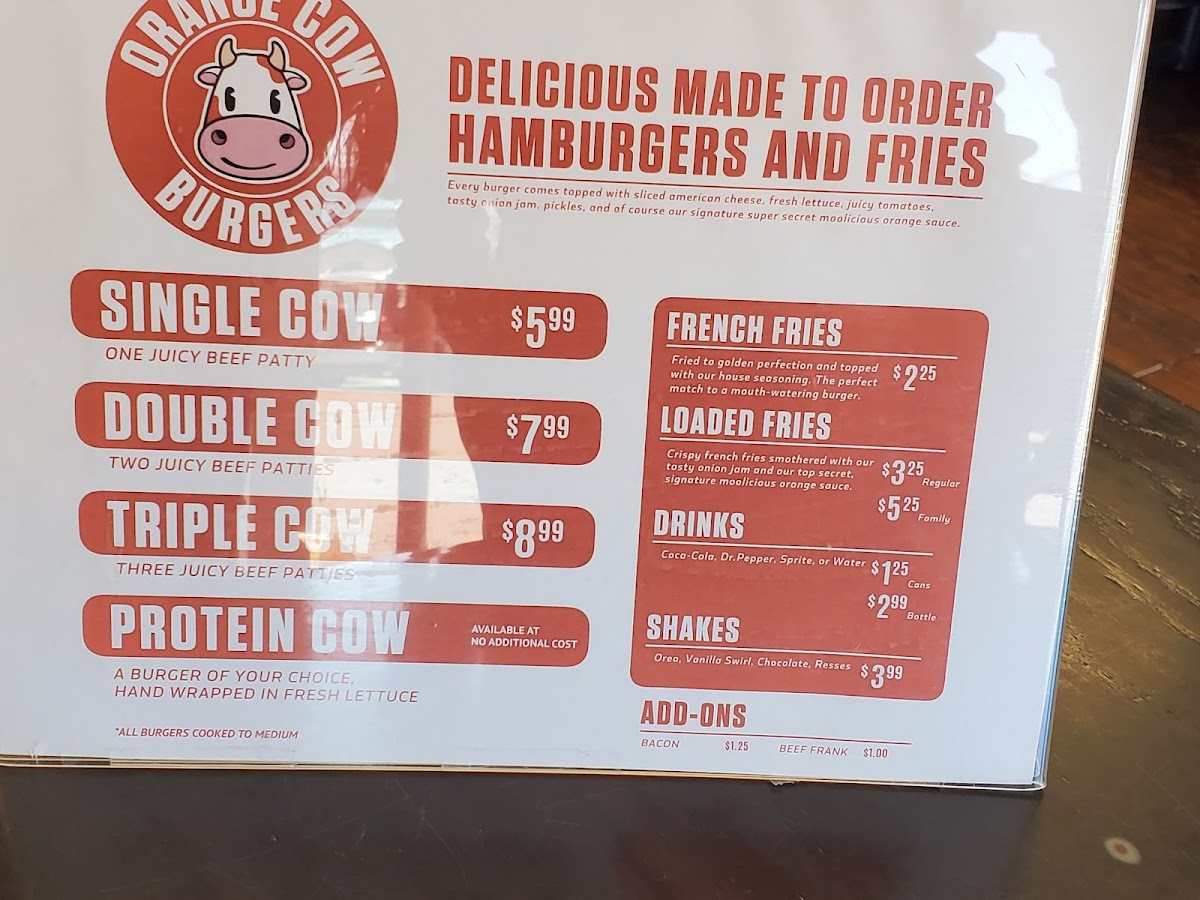 ORANGE COW
BURGERS
DELICIOUS MADE TO ORDER
HAMBURGERS AND FRIES
Every burger comes topped with sliced american cheese, fresh lettuce, juicy tomatoes,
tasty onion jam, pickles, and of course our signature super secret moolicious orange sauce.
SINGLE COW $5.99
ONE JUICY BEEF PATTY
DOUBLE COW $7.99
TWO JUICY BEEF PATTIES
TRIPLE COW $8.99
THREE JUICY BEEF PATTIES
PROTEIN COW
AVAILABLE AT
NO ADDITIONAL COST
A BURGER OF YOUR CHOICE,
HAND WRAPPED IN FRESH LETTUCE
*ALL BURGERS COOKED TO MEDIUM
FRENCH FRIES
Fried to golden perfection and topped
with our house seasoning. The perfect
match to a mouth-watering burger.
$2.25
LOADED FRIES
Crispy french fries smothered with our
tasty onion jam and our top secret,
signature moolicious orange sauce.
$3.25 Regular
$5.25 Family
DRINKS
Coca-Cola, Dr.Pepper, Sprite, or Water $1.25 Cans
$2.99 Bottle
SHAKES
Oreo, Vanilla Swirl, Chocolate, Resses $3.99
ADD-ONS
BACON $1.25 BEEF FRANK $1.00